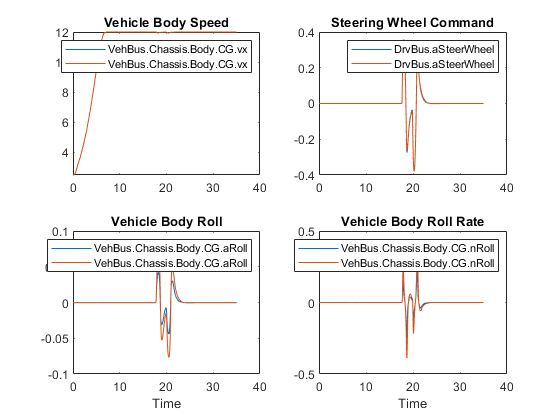 Vehicle Body Speed
12
VehBus.Chassis.Body.CG.vx
VehBus.Chassis.Body.CG.vx
10
8
6
4
0 10 20 30 40
Steering Wheel Command
0.4
DrvBus.aSteerWheel
DrvBus.aSteerWheel
0.2
0
-0.2
-0.4
0 10 20 30 40
Vehicle Body Roll
0.1
VehBus.Chassis.Body.CG.aRoll
VehBus.Chassis.Body.CG.aRoll
0
-0.05
-0.1
0 10 20 30 40
Time
Vehicle Body Roll Rate
0.5
VehBus.Chassis.Body.CG.nRoll
VehBus.Chassis.Body.CG.nRoll
0
-0.5
0 10 20 30 40
Time